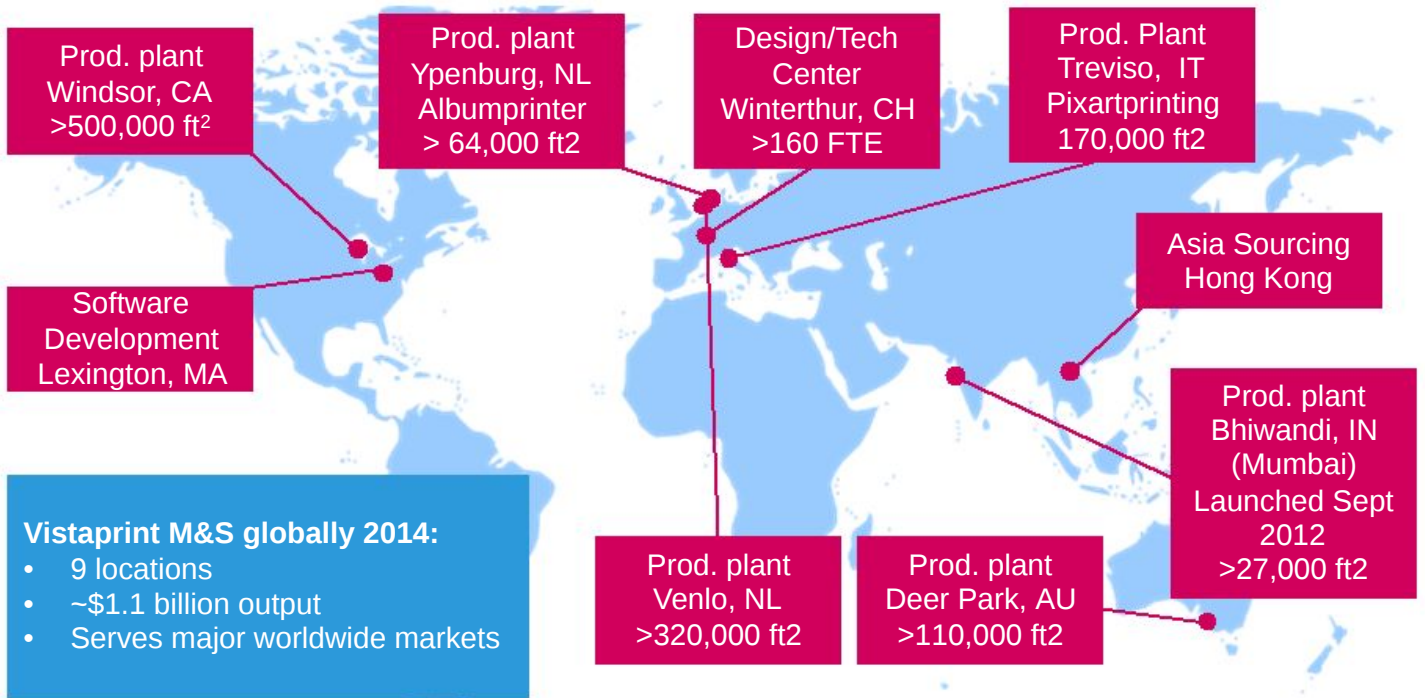 Prod. plant
Windsor, CA
>500,000 ft²
Prod. plant
Ypenburg, NL
Albumprinter
> 64,000 ft2
Design/Tech
Center
Winterthur, CH
>160 FTE
Prod. Plant
Treviso, IT
Pixartprinting
170,000 ft2
Asia Sourcing
Hong Kong
Software
Development
Lexington, MA
Prod. plant
Bhiwandi, IN
(Mumbai)
Launched Sept
2012
>27,000 ft2
Vistaprint M&S globally 2014:
• 9 locations
• ~$1.1 billion output
• Serves major worldwide markets
Prod. plant
Venlo, NL
>320,000 ft2
Prod. plant
Deer Park, AU
>110,000 ft2